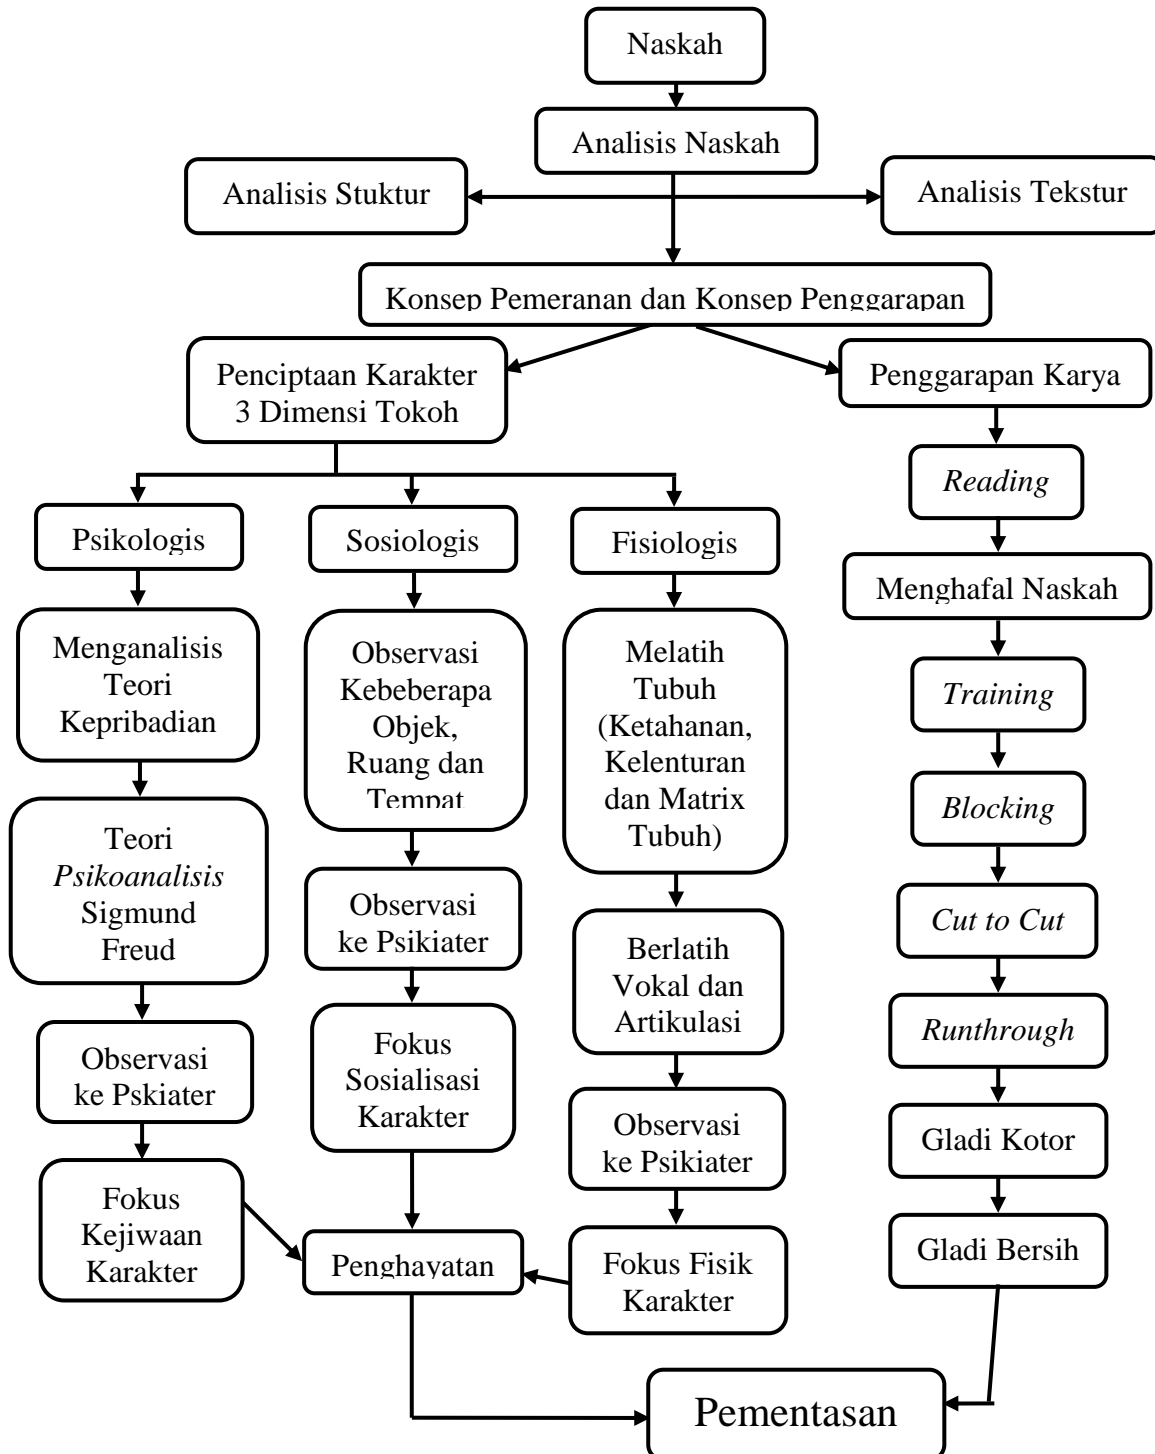 Naskah
Analisis Naskah
Analisis Stuktur
Analisis Tekstur
Konsep Pemeranan dan Konsep Penggarapan
Penciptaan Karakter
3 Dimensi Tokoh
Penggarapan Karya
Psikologis
Sosiologis
Fisiologis
Menganalisis
Teori
Kepribadian
Teori
Psikoanalisis
Sigmund
Freud
Observasi
ke Pskiater
Fokus
Kejiwaan
Karakter
Observasi
Kebeberapa
Objek,
Ruang dan
Tempat
Observasi
ke Psikiater
Fokus
Sosialisasi
Karakter
Penghayatan
Melatih
Tubuh
(Ketahanan,
Kelenturan
dan Matrix
Tubuh)
Berlatih
Vokal dan
Artikulasi
Observasi
ke Psikiater
Fokus Fisik
Karakter
Reading
Menghafal Naskah
Training
Blocking
Cut to Cut
Runthrough
Gladi Kotor
Gladi Bersih
Pementasan